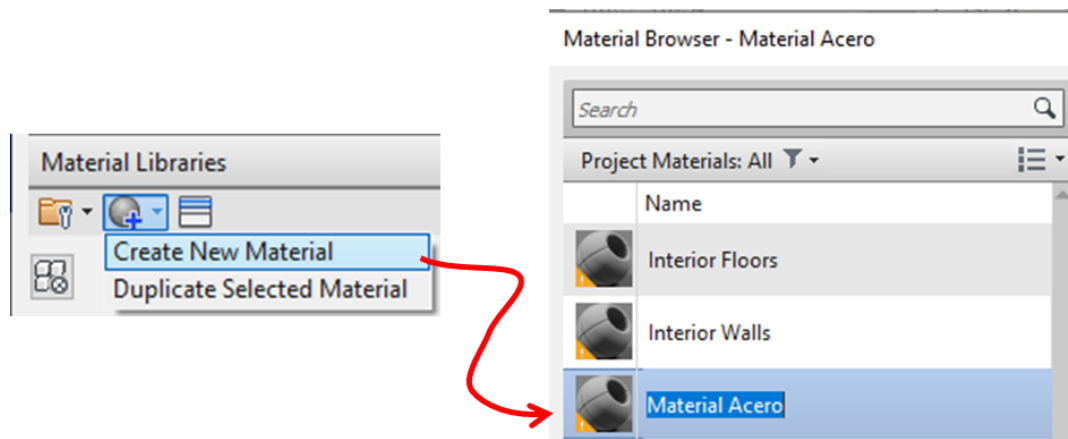 Material Libraries
Create New Material
Duplicate Selected Material
Material Browser - Material Acero
Search
Project Materials: All
Name
Interior Floors
Interior Walls
Material Acero